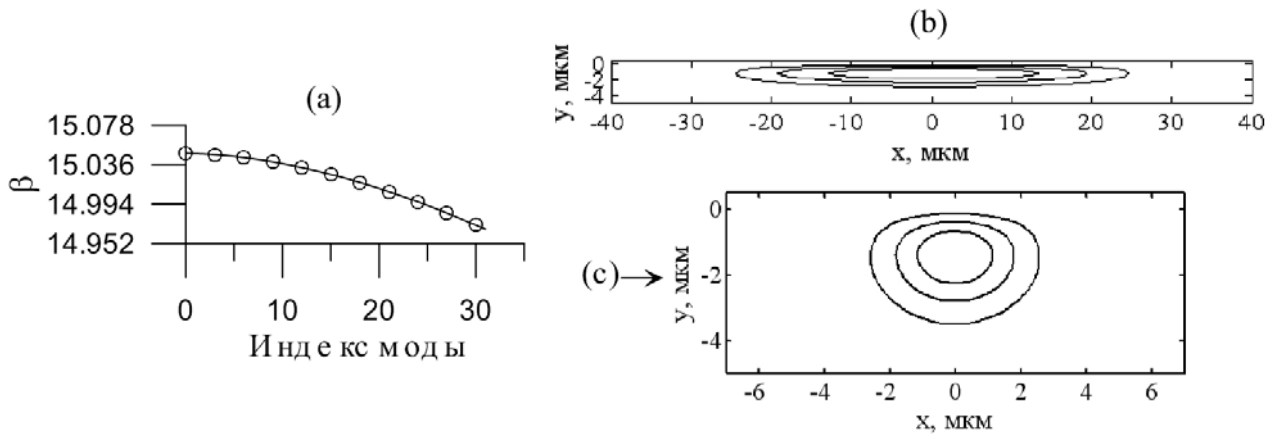 (a)
β
15.078
15.036
14.994
14.952
0 10 20 30
Индекс моды
(b)
y, мкм
0
-2
-4
-40 -30 -20 -10 0 10 20 30 40
x, мкм
(c)
y, мкм
0
-2
-4
-6 -4 -2 0 2 4 6
x, мкм